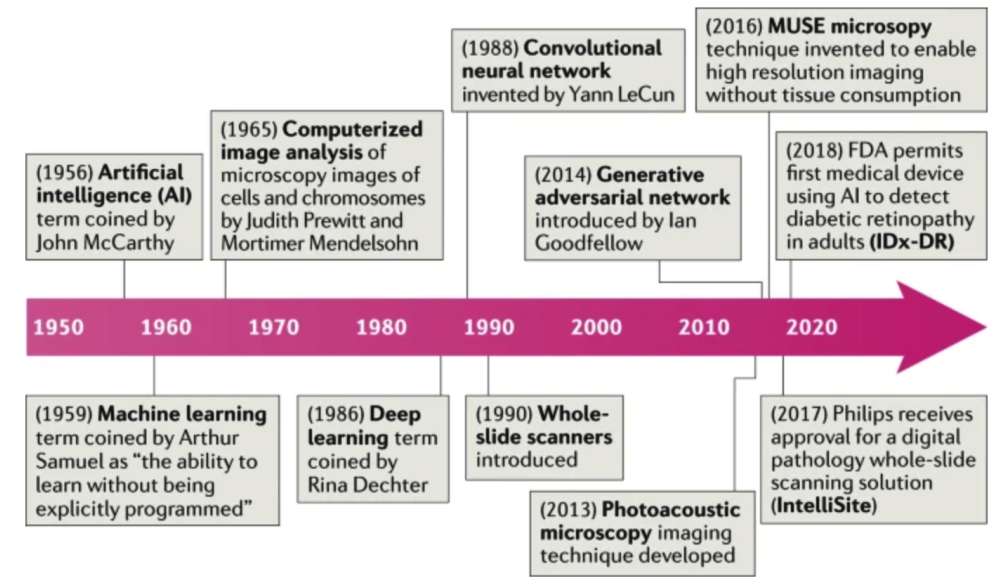 (1988) Convolutional
neural network
invented by Yann LeCun
(2016) MUSE microsopy
technique invented to enable
high resolution imaging
without tissue consumption
(1965) Computerized
image analysis of
microscopy images of
cells and chromosomes
by Judith Prewitt and
Mortimer Mendelsohn
(1956) Artificial
intelligence (AI)
term coined by
John McCarthy
(2014) Generative
adversarial network
introduced by Ian
Goodfellow
(2018) FDA permits
first medical device
using AI to detect
diabetic retinopathy
in adults (IDx-DR)
1950 1960 1970 1980 1990 2000 2010 2020
(1959) Machine learning
term coined by Arthur
Samuel as “the ability to
learn without being
explicitly programmed”
(1986) Deep
learning term
coined by
Rina Dechter
(1990) Whole-
slide scanners
introduced
(2013) Photoacoustic
microscopy imaging
technique developed
(2017) Philips receives
approval for a digital
pathology whole-slide
scanning solution
(IntelliSite)